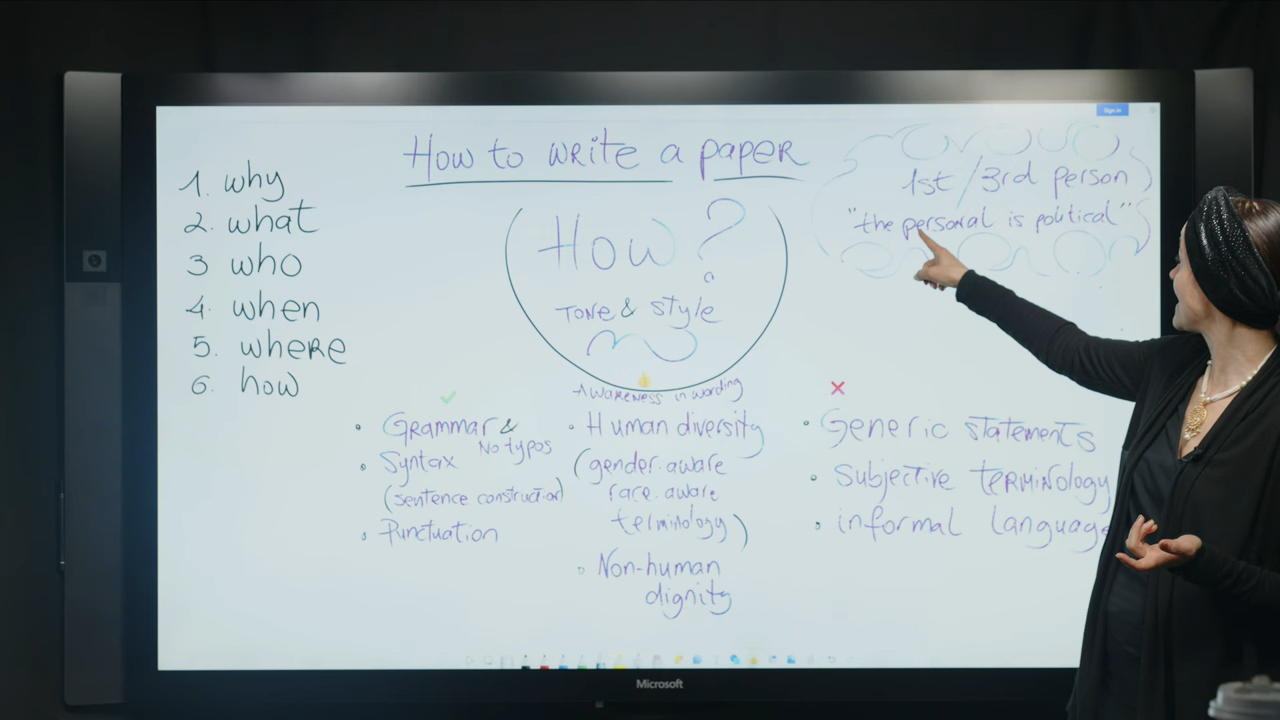 How to write a paper
1. why
2. what
3 who
4. when
5. where
6. how
How?
Tone & style
1st/3rd person
"the personal is political"
Grammar &
No typos
Syntax
(sentence construction)
Punctuation
Awareness in wording
Human diversity
(gender.aware
race.aware
terminology)
Non-human
dignity
Generic statements
subjective terminology
informal language
Sign in
Microsoft